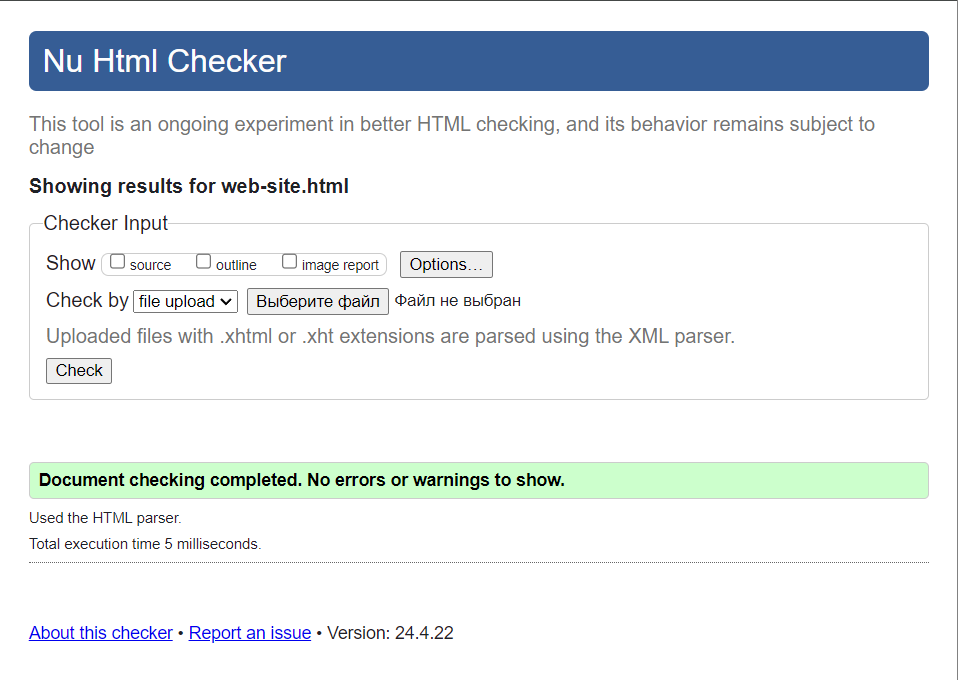 Nu Html Checker
This tool is an ongoing experiment in better HTML checking, and its behavior remains subject to
change
Showing results for web-site.html
Checker Input
Show source outline image report Options...
Check by file upload Выберите файл Файл не выбран
Uploaded files with .xhtml or .xht extensions are parsed using the XML parser.
Check
Document checking completed. No errors or warnings to show.
Used the HTML parser.
Total execution time 5 milliseconds.
About this checker • Report an issue • Version: 24.4.22